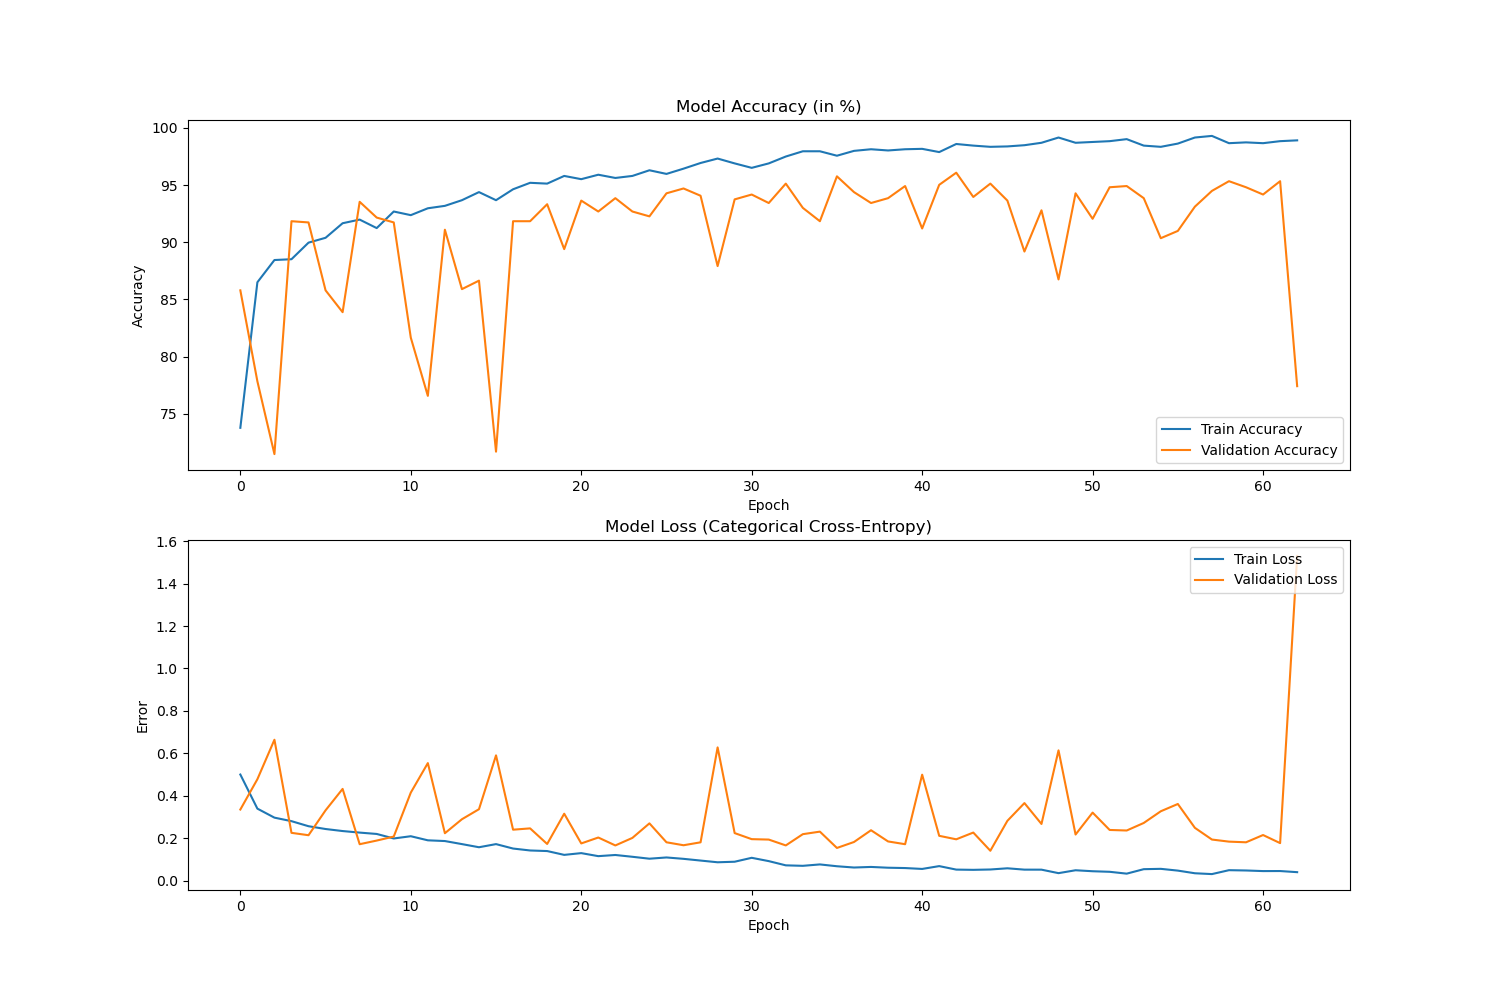 Model Accuracy (in %)
100
95
90
85
80
75
Accuracy
Train Accuracy
Validation Accuracy
0 10 20 30 40 50 60
Epoch
Model Loss (Categorical Cross-Entropy)
1.6
1.4
1.2
1.0
0.8
0.6
0.4
0.2
0.0
Error
Train Loss
Validation Loss
0 10 20 30 40 50 60
Epoch